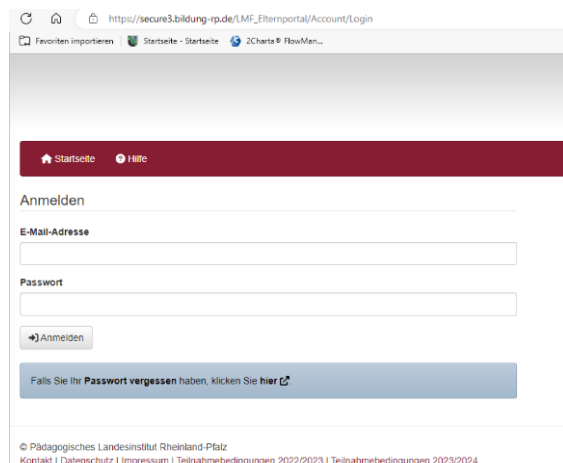 https://secure3.bildung-rp.de/LMF_Elternportal/Account/Login
Favoriten importieren Startseite - Startseite 2Charta® FlowMan...
Startseite Hilfe
Anmelden
E-Mail-Adresse
Passwort
Anmelden
Falls Sie Ihr Passwort vergessen haben, klicken Sie hier
© Pädagogisches Landesinstitut Rheinland-Pfalz
Kontakt | Datenschutz | Impressum | Teilnahmebedingungen 2022/2023 | Teilnahmebedingungen 2023/2024